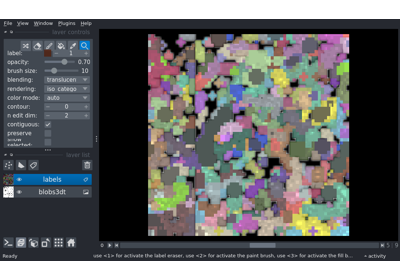 File View Window Plugins Help
layer controls
label: 1
opacity: 0.70
brush size: 10
blending: translucen
rendering: iso_catego
color mode: auto
contour: 0
n edit dim: 2
contiguous:
preserve
selected:
layer list
labels
blobs3dt
Ready
use <1> for activate the label eraser, use <2> for activate the paint brush, use <3> for activate the fill b...
activity